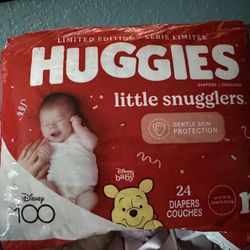 LIMITED EDITION • SÉRIE LIMITÉE
HUGGIES
DIAPERS | COUCHES
little snugglers
GENTLE SKIN
PROTECTION
Disney
100
Disney
baby
24
DIAPERS
COUCHES